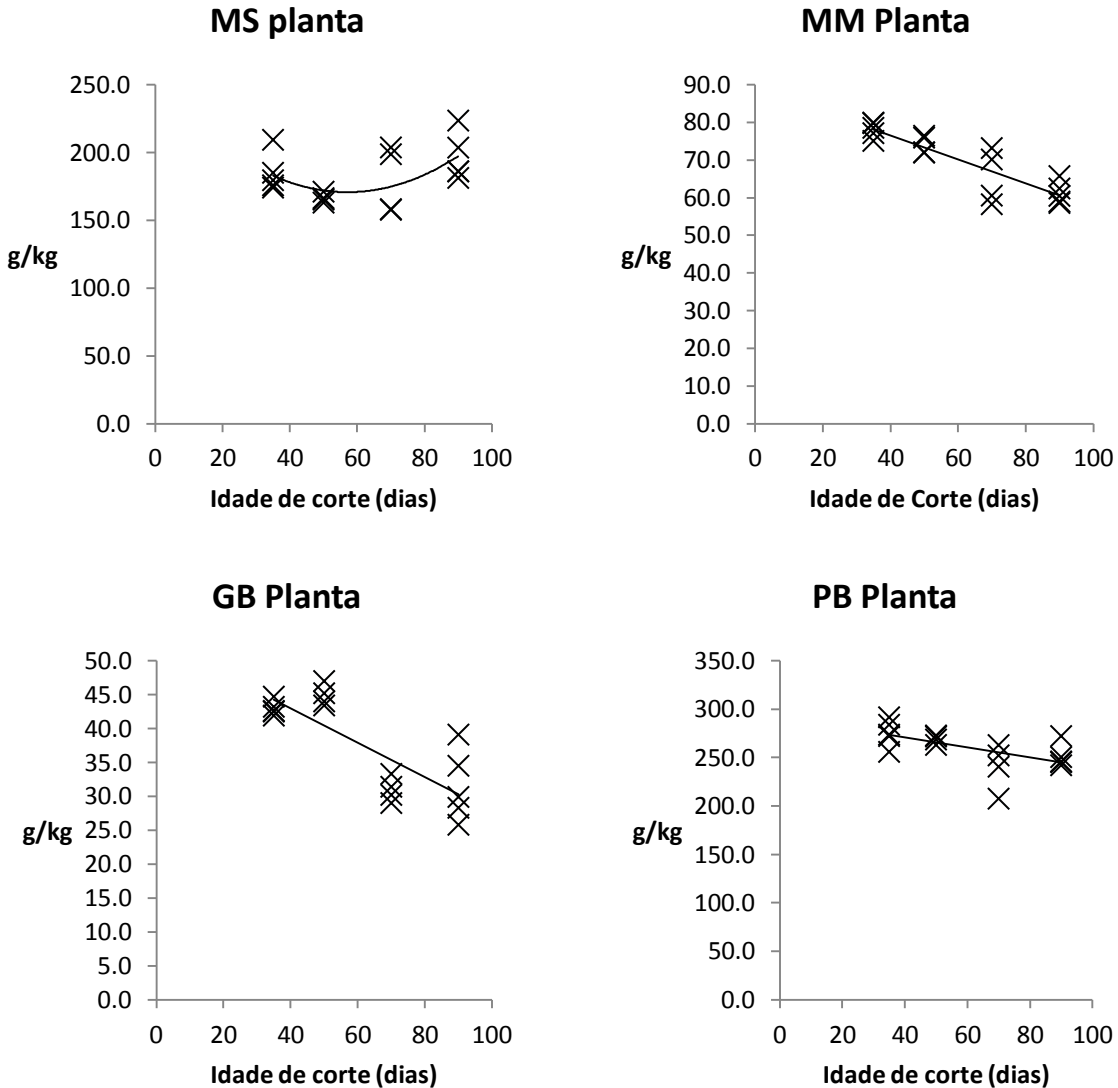 MS planta
250.0
200.0
150.0
g/kg
100.0
50.0
0.0
0 20 40 60 80 100
Idade de corte (dias)
MM Planta
90.0
80.0
70.0
60.0
50.0
g/kg
40.0
30.0
20.0
10.0
0.0
0 20 40 60 80 100
Idade de Corte (dias)
GB Planta
50.0
45.0
40.0
35.0
30.0
25.0
g/kg
20.0
15.0
10.0
5.0
0.0
0 20 40 60 80 100
Idade de corte (dias)
PB Planta
350.0
300.0
250.0
200.0
g/kg
150.0
100.0
50.0
0.0
0 20 40 60 80 100
Idade de corte (dias)